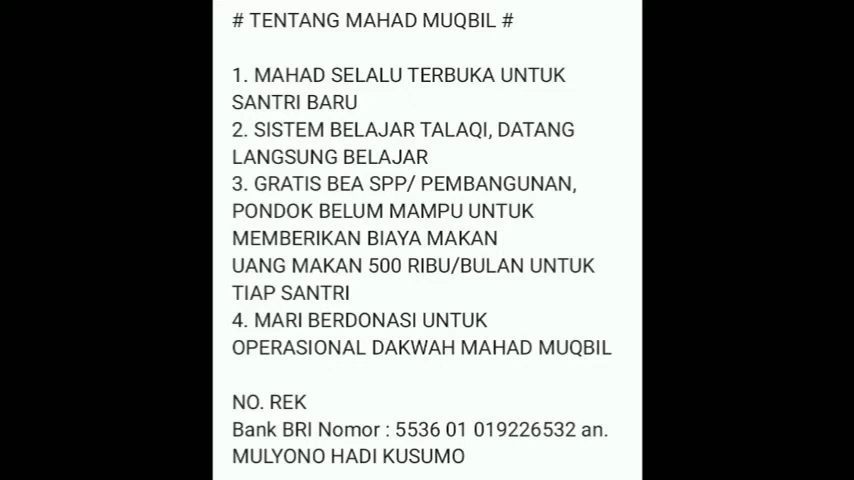 # TENTANG MAHAD MUQBIL #
1. MAHAD SELALU TERBUKA UNTUK
SANTRI BARU
2. SISTEM BELAJAR TALAQI, DATANG
LANGSUNG BELAJAR
3. GRATIS BEA SPP/ PEMBANGUNAN,
PONDOK BELUM MAMPU UNTUK
MEMBERIKAN BIAYA MAKAN
UANG MAKAN 500 RIBU/BULAN UNTUK
TIAP SANTRI
4. MARI BERDONASI UNTUK
OPERASIONAL DAKWAH MAHAD MUQBIL
NO. REK
Bank BRI Nomor : 5536 01 019226532 an.
MULYONO HADI KUSUMO